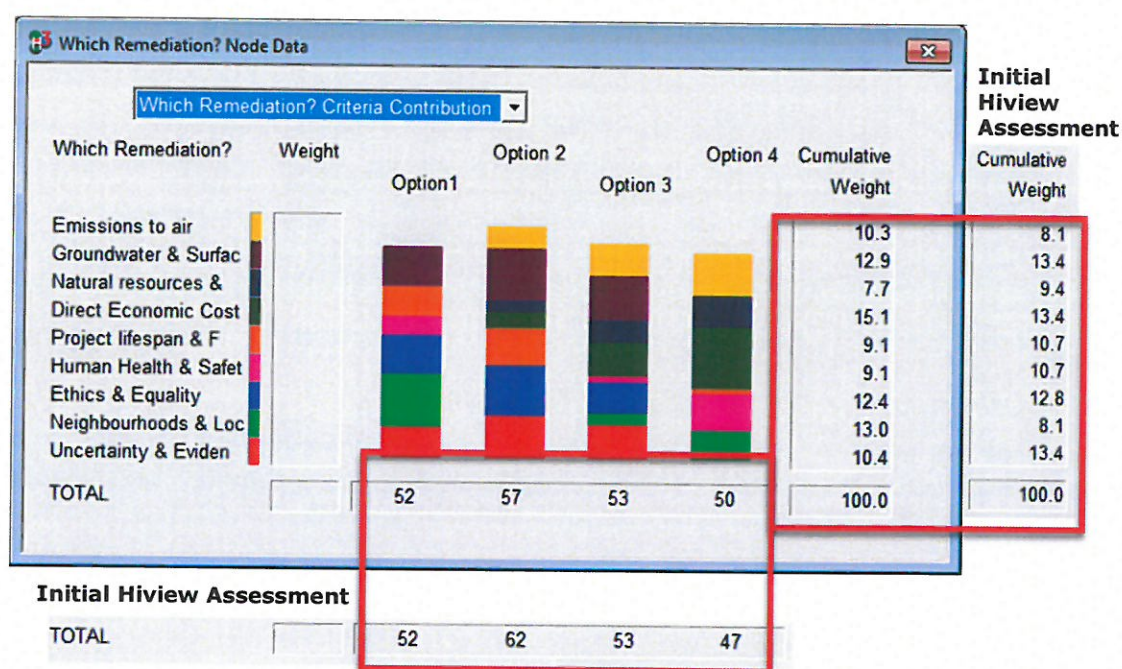 Which Remediation? Node Data
Initial
Hiview
Assessment
Which Remediation? Criteria Contribution
Which Remediation? Weight Option 2 Option 4 Cumulative Cumulative
Option1 Option 3 Weight Weight
Emissions to air 10.3 8.1
Groundwater & Surfac 12.9 13.4
Natural resources & 7.7 9.4
Direct Economic Cost 15.1 13.4
Project lifespan & F 9.1 10.7
Human Health & Safet 9.1 10.7
Ethics & Equality 12.4 12.8
Neighbourhoods & Loc 13.0 8.1
Uncertainty & Eviden 10.4 13.4
TOTAL 52 57 53 50 100.0 100.0
Initial Hiview Assessment
TOTAL 52 62 53 47